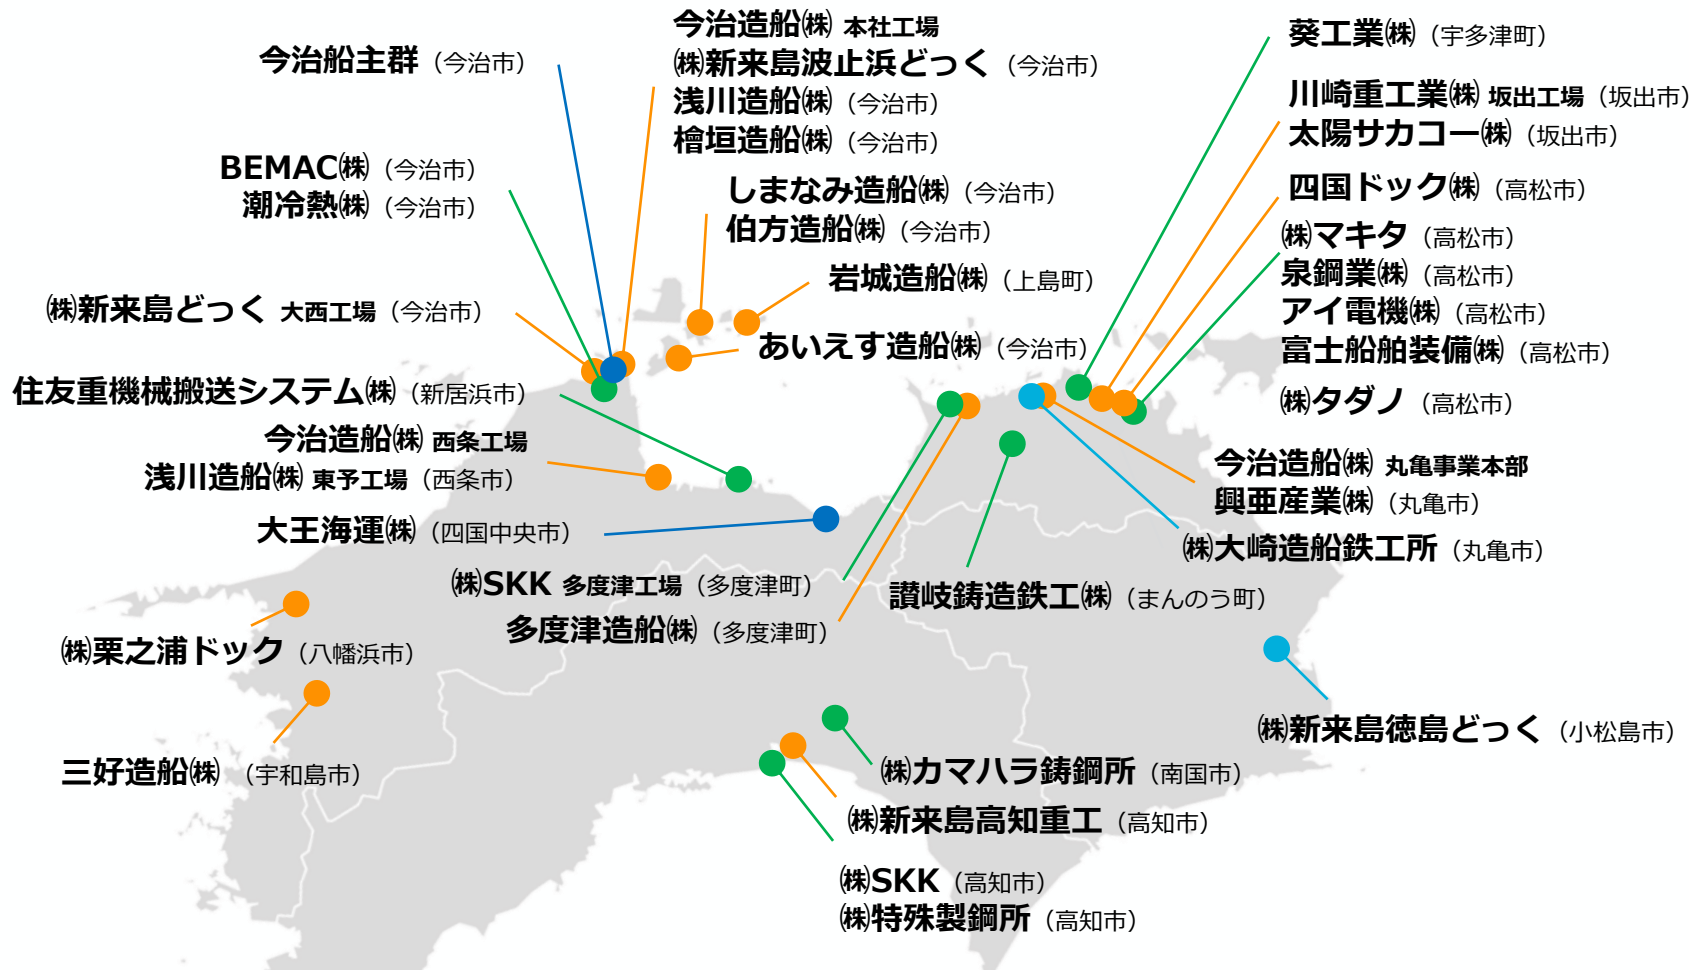 今治船主群（今治市）
今治造船㈱ 本社工場
㈱新来島波止浜どっく（今治市）
浅川造船㈱（今治市）
檜垣造船㈱（今治市）
BEMAC㈱（今治市）
潮冷熱㈱（今治市）
しまなみ造船㈱（今治市）
伯方造船㈱（今治市）
岩城造船㈱（上島町）
㈱新来島どっく 大西工場（今治市）
あいえす造船㈱（今治市）
住友重機械搬送システム㈱（新居浜市）
今治造船㈱ 西条工場
浅川造船㈱ 東予工場（西条市）
大王海運㈱（四国中央市）
㈱SKK 多度津工場（多度津町）
多度津造船㈱（多度津町）
㈱栗之浦ドック（八幡浜市）
三好造船㈱（宇和島市）
葵工業㈱（宇多津町）
川崎重工業㈱ 坂出工場（坂出市）
太陽サカコー㈱（坂出市）
四国ドック㈱（高松市）
㈱マキタ（高松市）
泉鋼業㈱（高松市）
アイ電機㈱（高松市）
富士船舶装備㈱（高松市）
㈱タダノ（高松市）
今治造船㈱ 丸亀事業本部
興亜産業㈱（丸亀市）
㈱大崎造船鉄工所（丸亀市）
讃岐鋳造鉄工㈱（まんのう町）
㈱新来島徳島どっく（小松島市）
㈱カマハラ鋳鋼所（南国市）
㈱新来島高知重工（高知市）
㈱SKK（高知市）
㈱特殊製鋼所（高知市）